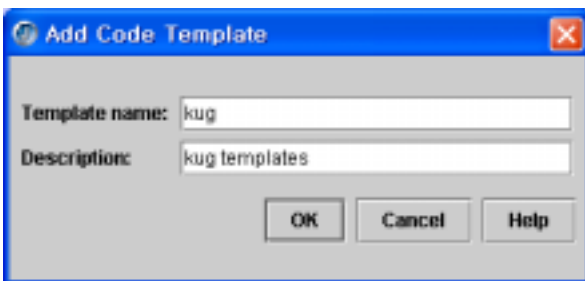 Add Code Template
Template name: kug
Description: kug templates
OK Cancel Help